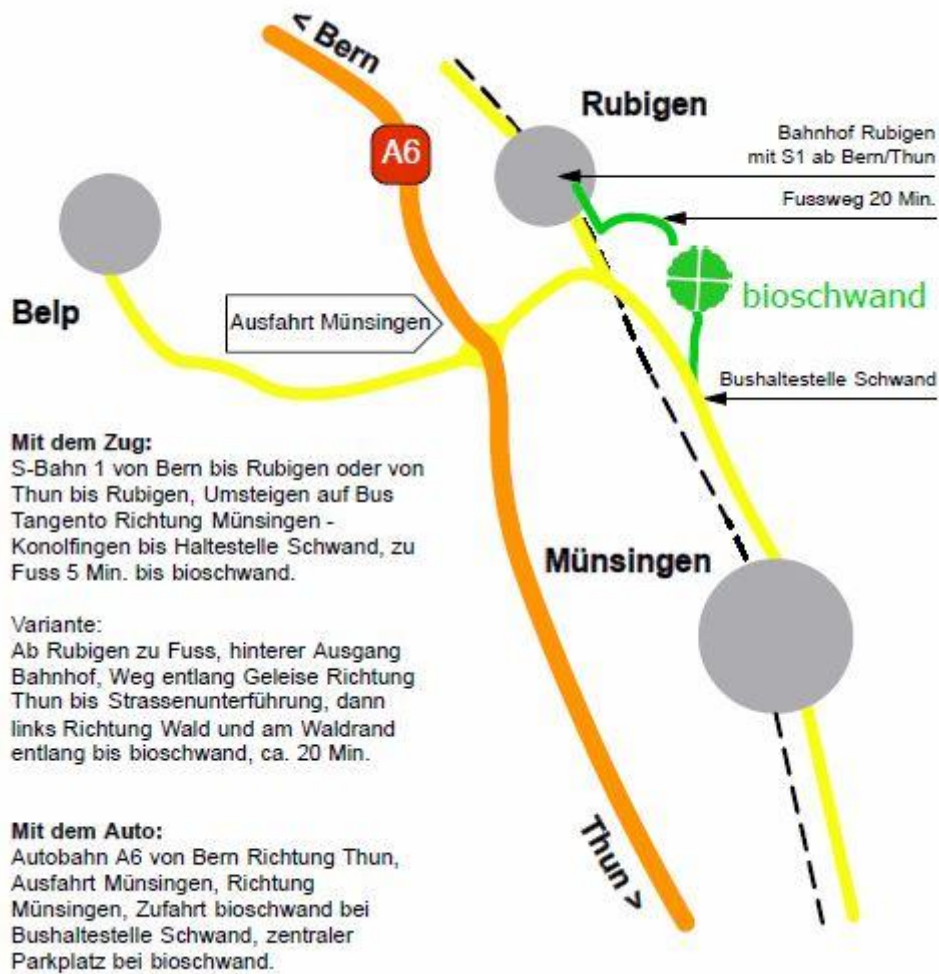 < Bern
A6
Rubigen
Bahnhof Rubigen
mit S1 ab Bern/Thun
Fussweg 20 Min.
bioschwand
Belp
Ausfahrt Münsingen
Bushaltestelle Schwand
Mit dem Zug:
S-Bahn 1 von Bern bis Rubigen oder von
Thun bis Rubigen, Umsteigen auf Bus
Tangento Richtung Münsingen -
Konolfingen bis Haltestelle Schwand, zu
Fuss 5 Min. bis bioschwand.
Münsingen
Variante:
Ab Rubigen zu Fuss, hinterer Ausgang
Bahnhof, Weg entlang Geleise Richtung
Thun bis Strassenunterführung, dann
links Richtung Wald und am Waldrand
entlang bis bioschwand, ca. 20 Min.
Mit dem Auto:
Autobahn A6 von Bern Richtung Thun,
Ausfahrt Münsingen, Richtung
Münsingen, Zufahrt bioschwand bei
Bushaltestelle Schwand, zentraler
Parkplatz bei bioschwand.
Thun >